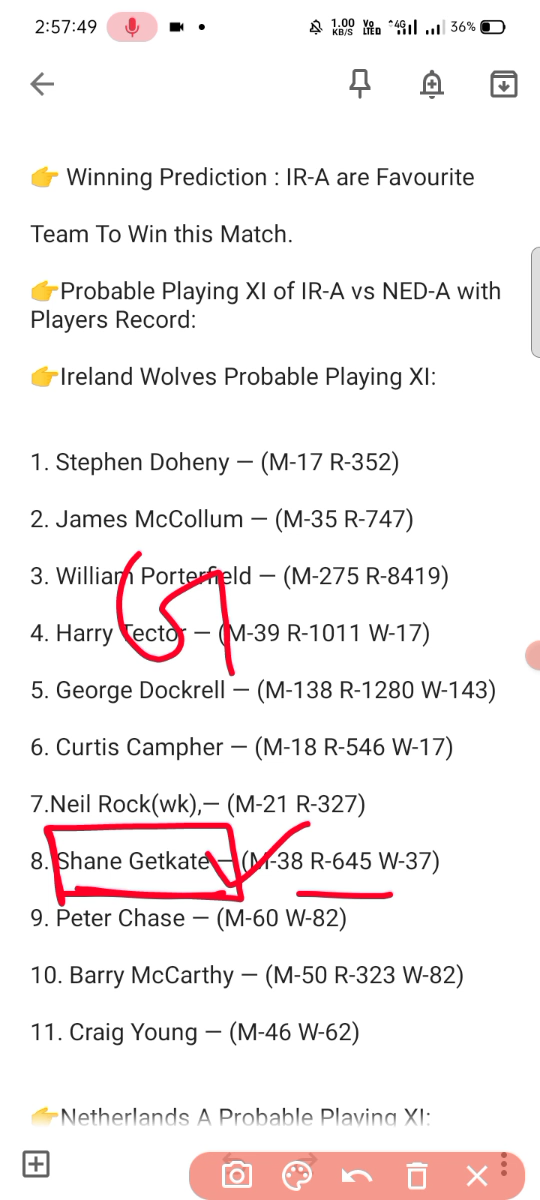 2:57:49 1.00 KB/S Vo LTED 4G 36%
👉 Winning Prediction : IR-A are Favourite
Team To Win this Match.
👉Probable Playing XI of IR-A vs NED-A with
Players Record:
👉Ireland Wolves Probable Playing XI:
1. Stephen Doheny – (M-17 R-352)
2. James McCollum – (M-35 R-747)
3. William Porterfield – (M-275 R-8419)
4. Harry Tector – (M-39 R-1011 W-17)
5. George Dockrell – (M-138 R-1280 W-143)
6. Curtis Campher – (M-18 R-546 W-17)
7.Neil Rock(wk),– (M-21 R-327)
8. Shane Getkate – (M-38 R-645 W-37)
9. Peter Chase – (M-60 W-82)
10. Barry McCarthy – (M-50 R-323 W-82)
11. Craig Young – (M-46 W-62)
👉Netherlands A Probable Playing XI: